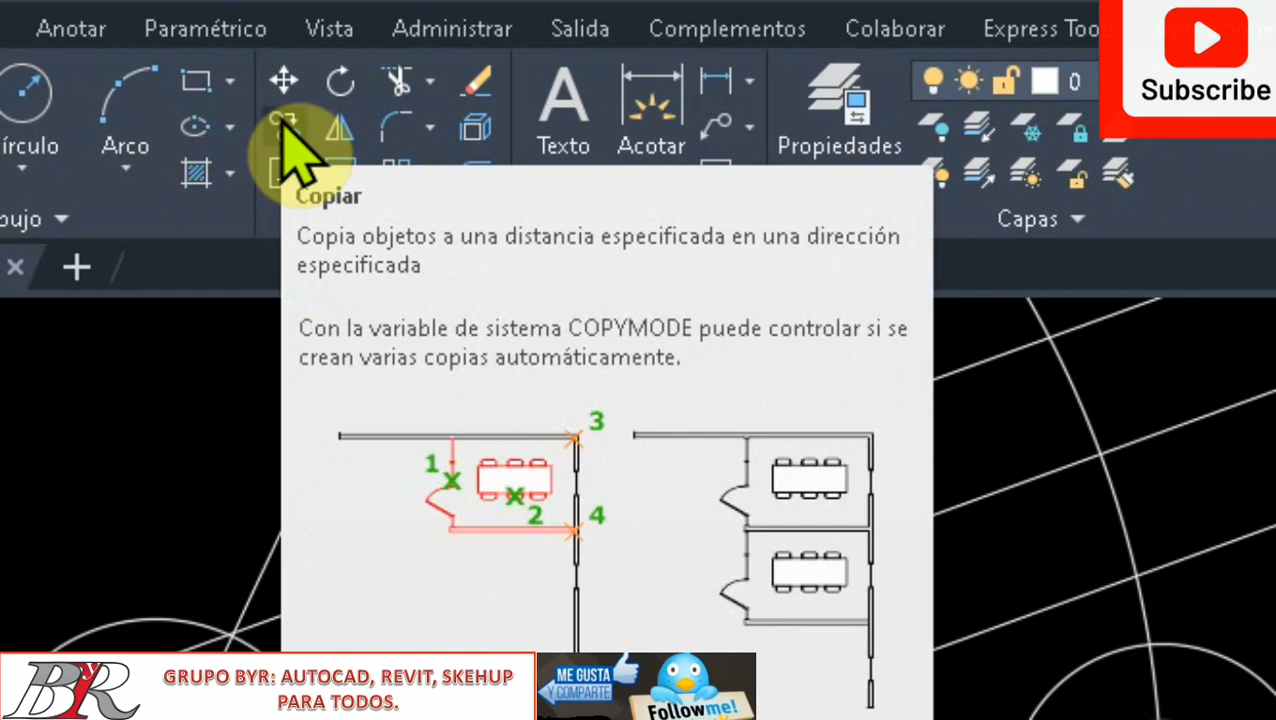 Anotar Paramétrico Vista Administrar Salida Complementos Colaborar Express Too
Subscribe
0
írculo Arco Texto Acotar Propiedades
bujo Capas
Copiar
Copia objetos a una distancia especificada en una dirección
especificada
Con la variable de sistema COPYMODE puede controlar si se
crean varias copias automáticamente.
3
1
2 4
ByR
GRUPO BYR: AUTOCAD, REVIT, SKEHUP
PARA TODOS.
ME GUSTA
Y COMPARTE
Followme!